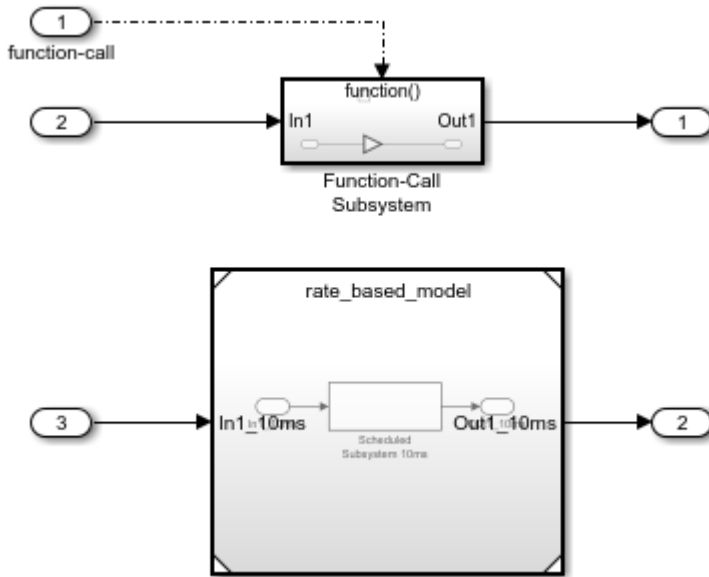 1
function-call
function()
2
In1
Out1
1
Function-Call
Subsystem
rate_based_model
3
In1_10ms
Out1_10ms
2
Scheduled
Subsystem 10ms